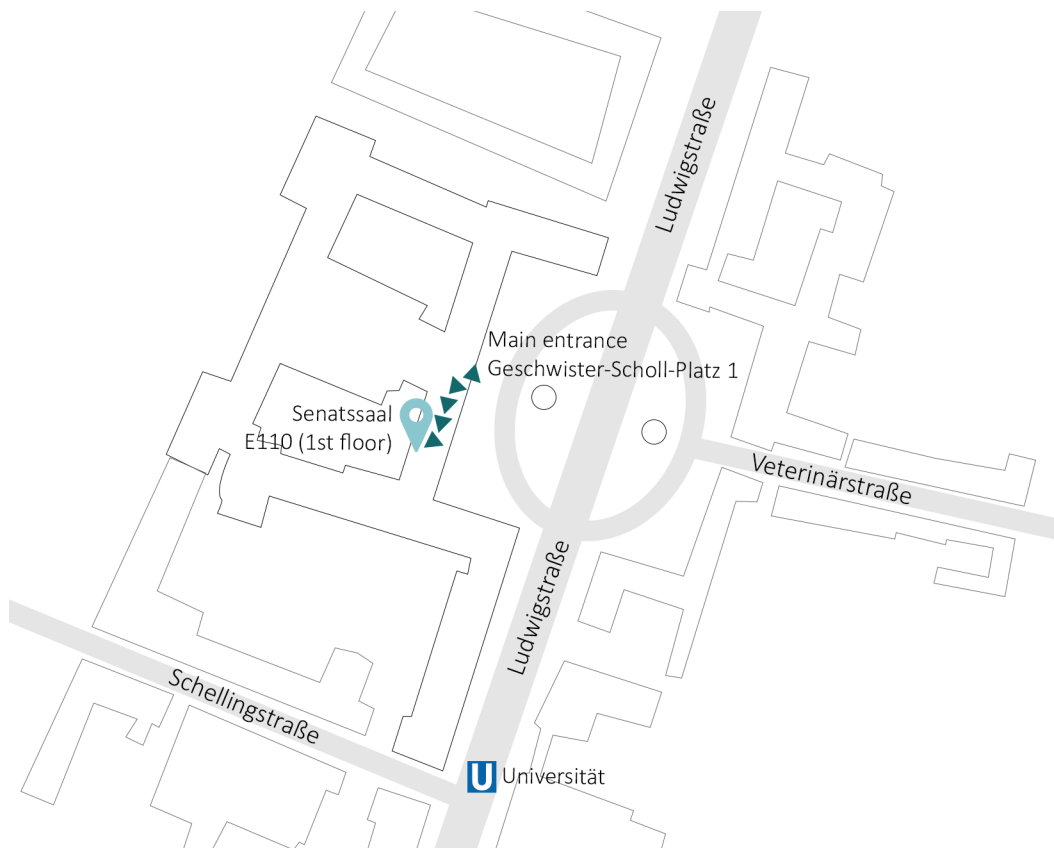 Ludwigstraße
Main entrance
Geschwister-Scholl-Platz 1
Senatssaal
E110 (1st floor)
Veterinärstraße
Ludwigstraße
Schellingstraße
U Universität